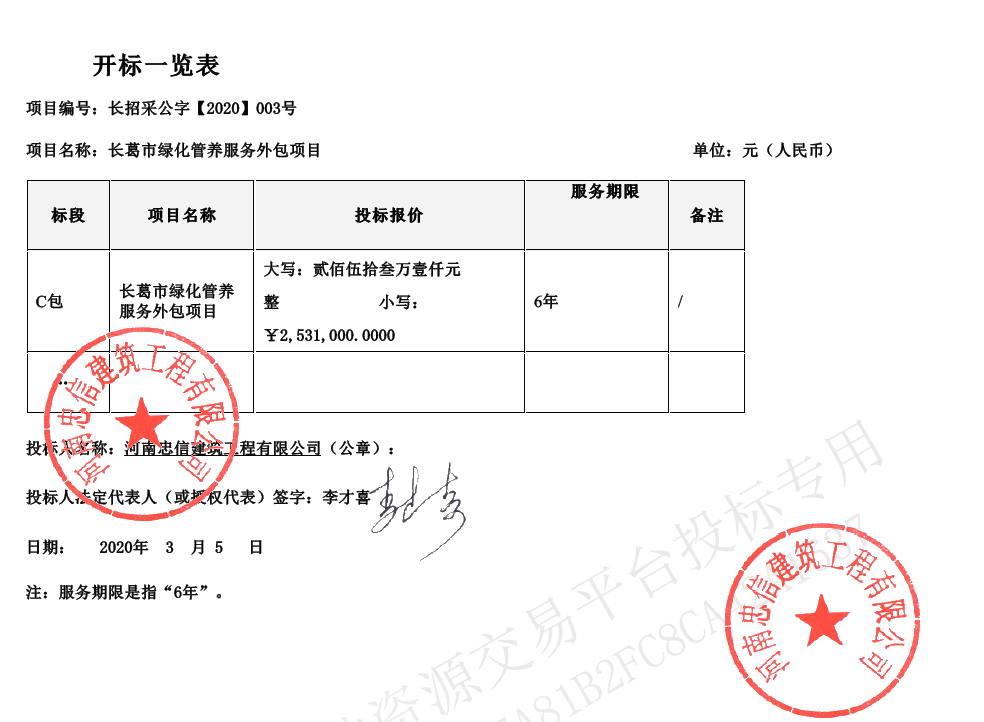 开标一览表
项目编号：长招采公字【2020】003号
项目名称：长葛市绿化管养服务外包项目 单位：元（人民币）
标段 项目名称 投标报价 服务期限 备注
C包 长葛市绿化管养服务外包项目 大写：贰佰伍拾叁万壹仟元
整 小写：
￥2,531,000.0000 6年 /
..
投标人名称：河南忠信建筑工程有限公司（公章）：
投标人法定代表人（或授权代表）签字：李才喜
日期： 2020年 3 月 5 日
注：服务期限是指“6年”。
河南忠信建筑工程有限公司
河南忠信建筑工程有限公司
资源交易平台投标专用